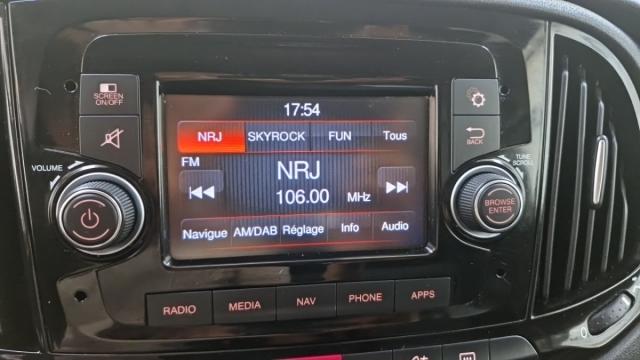 SCREEN
ON/OFF
17:54
NRJ SKYROCK FUN Tous
BACK
FM
VOLUME
TUNE
SCROLL
NRJ
106.00 MHz
BROWSE
ENTER
Navigue AM/DAB Réglage Info Audio
RADIO MEDIA NAV PHONE APPS